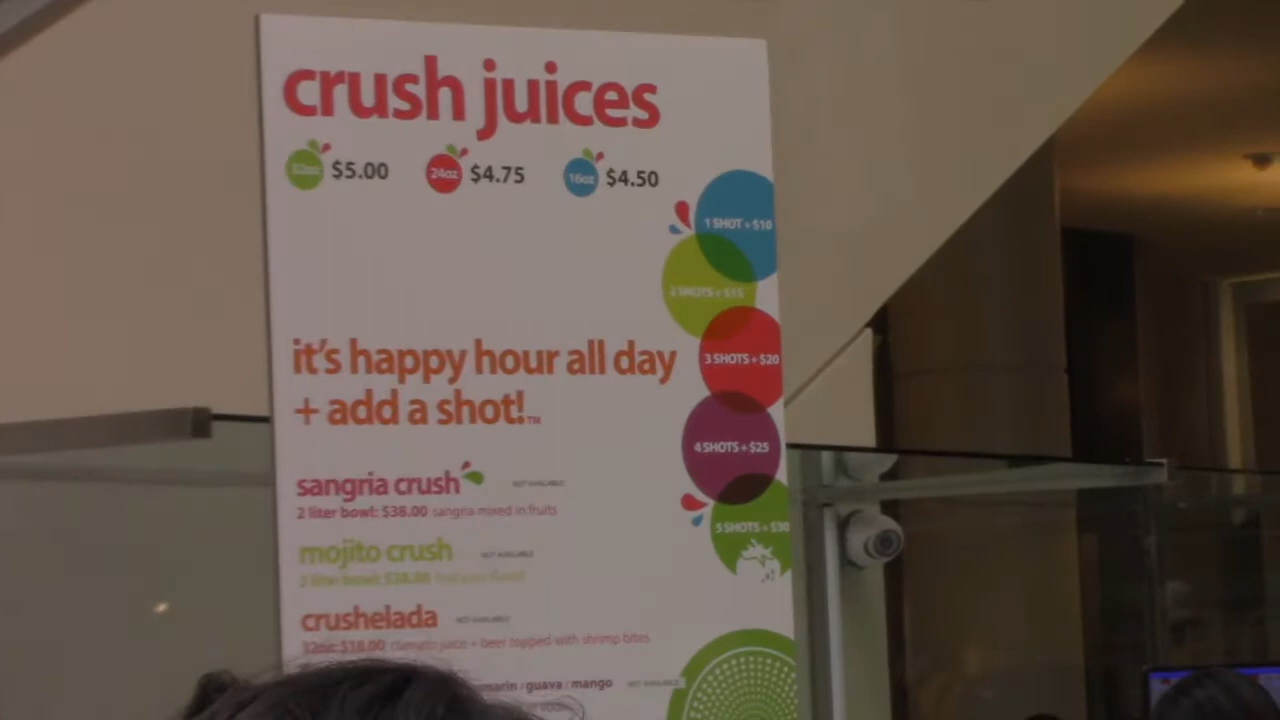 crush juices
32oz $5.00 24oz $4.75 16oz $4.50
1 SHOT + $10
2 SHOTS + $15
3 SHOTS + $20
it's happy hour all day
+ add a shot!™
4 SHOTS + $25
sangria crush NOT AVAILABLE
2 liter bowl: $38.00 sangria mixed in fruits
5 SHOTS + $30
mojito crush NOT AVAILABLE
2 liter bowl: $38.00
crushelada NOT AVAILABLE
32oz: $18.00 clamato juice + beer topped with shrimp bites
marin / guava / mango NOT AVAILABLE